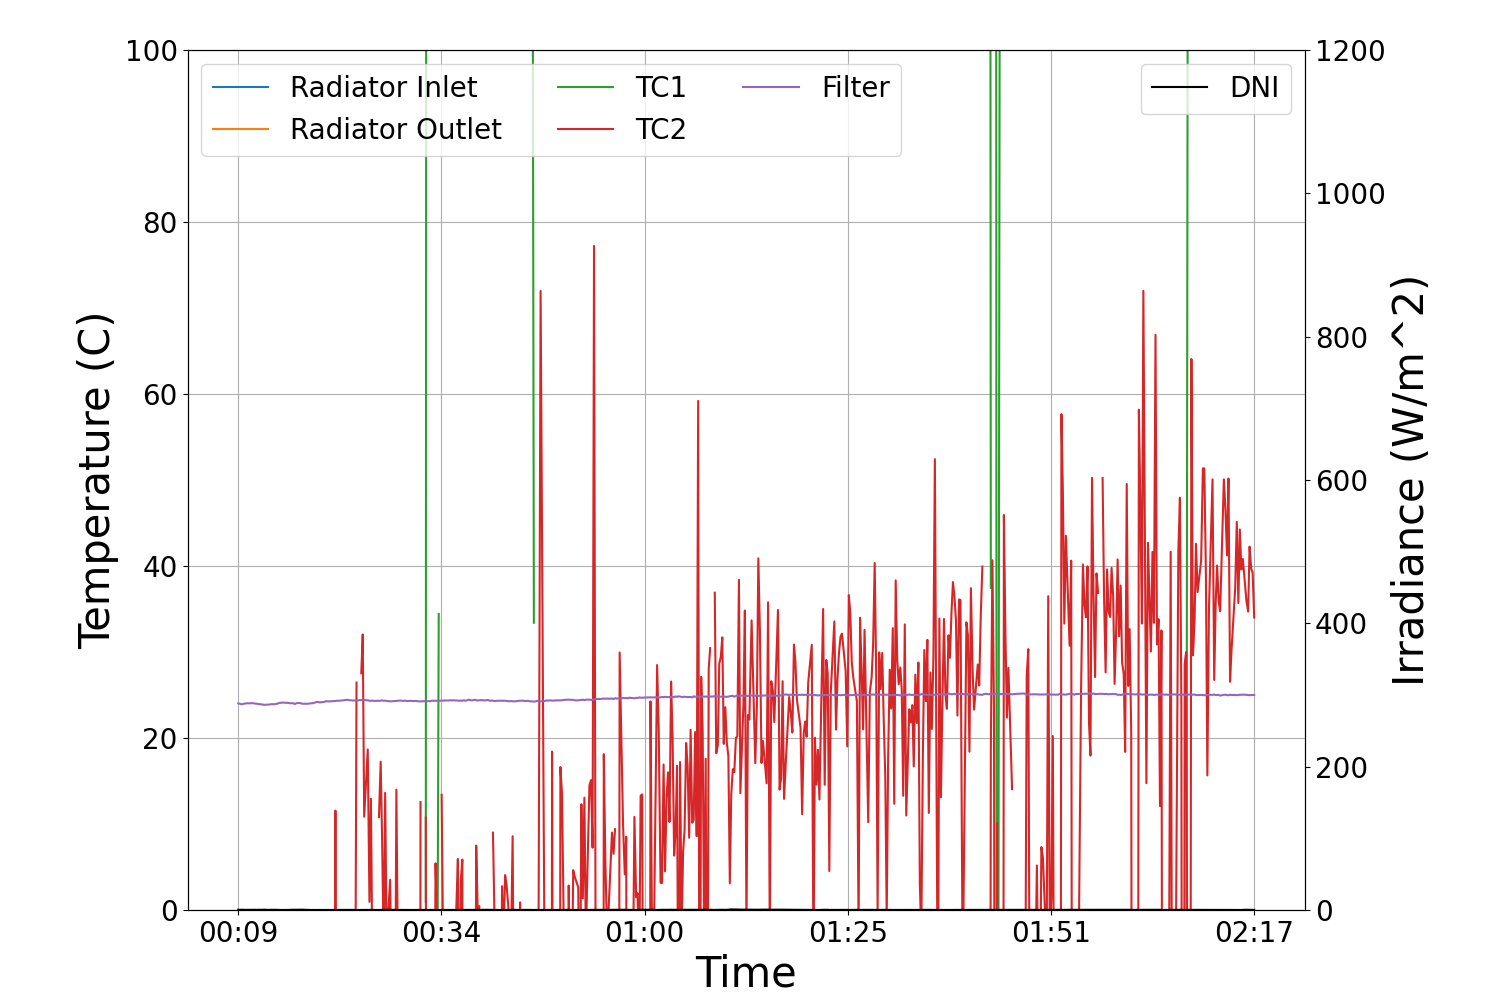 100
80
60
40
20
0
Temperature (C)
Radiator Inlet
Radiator Outlet
TC1
TC2
Filter
DNI
1200
1000
800
600
400
200
0
Irradiance (W/m^2)
00:09 00:34 01:00 01:25 01:51 02:17
Time